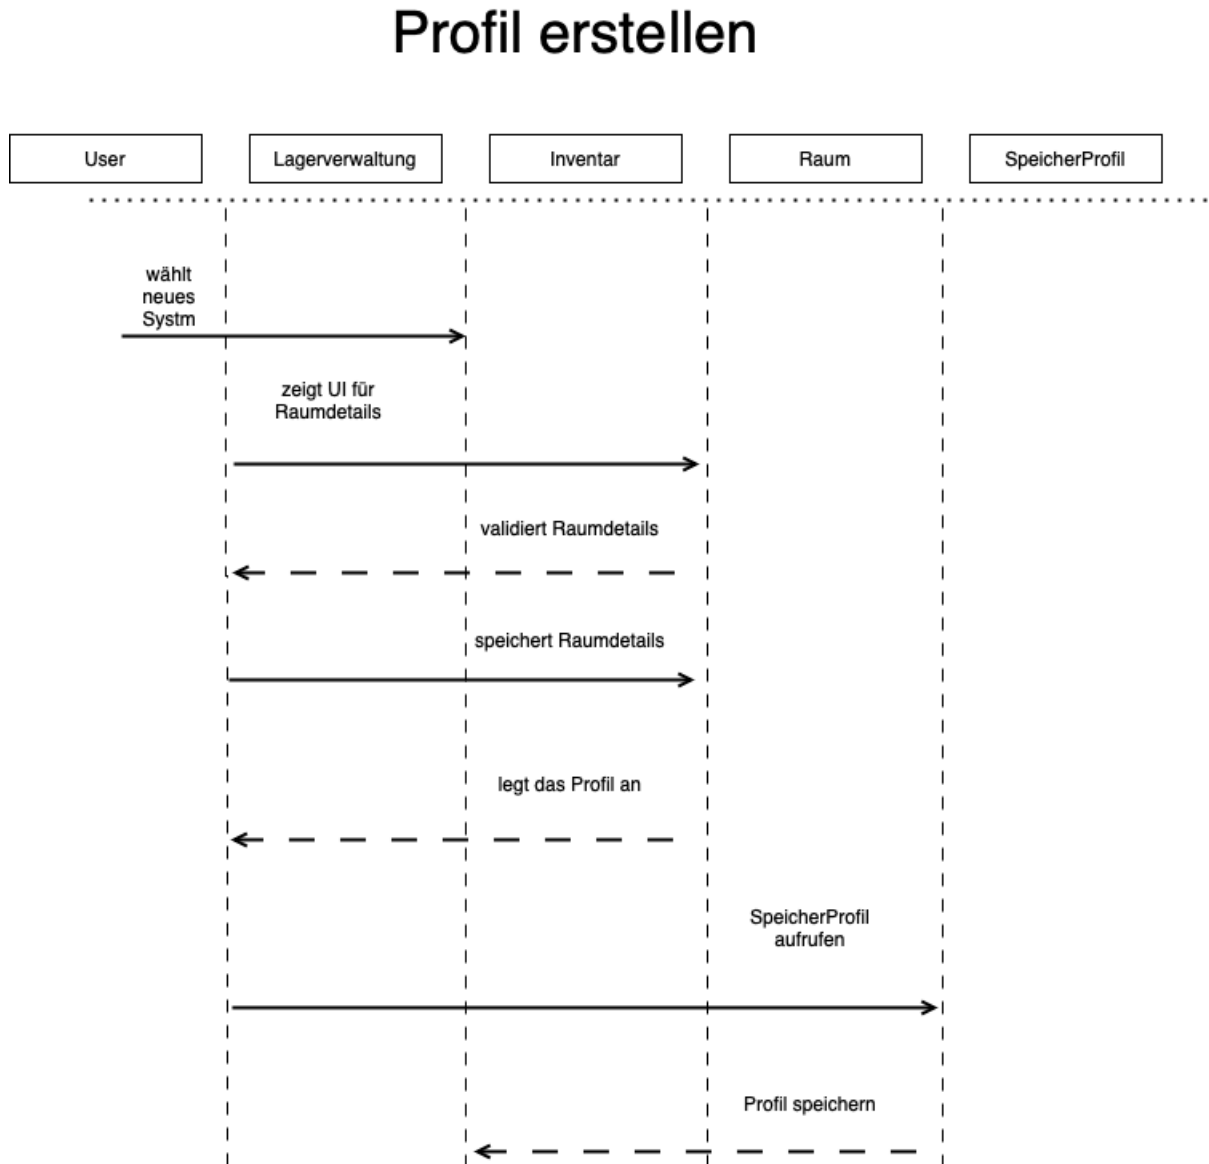 Profil erstellen
User
Lagerverwaltung
Inventar
Raum
SpeicherProfil
wählt
neues
Systm
zeigt UI für
Raumdetails
validiert Raumdetails
speichert Raumdetails
legt das Profil an
SpeicherProfil
aufrufen
Profil speichern